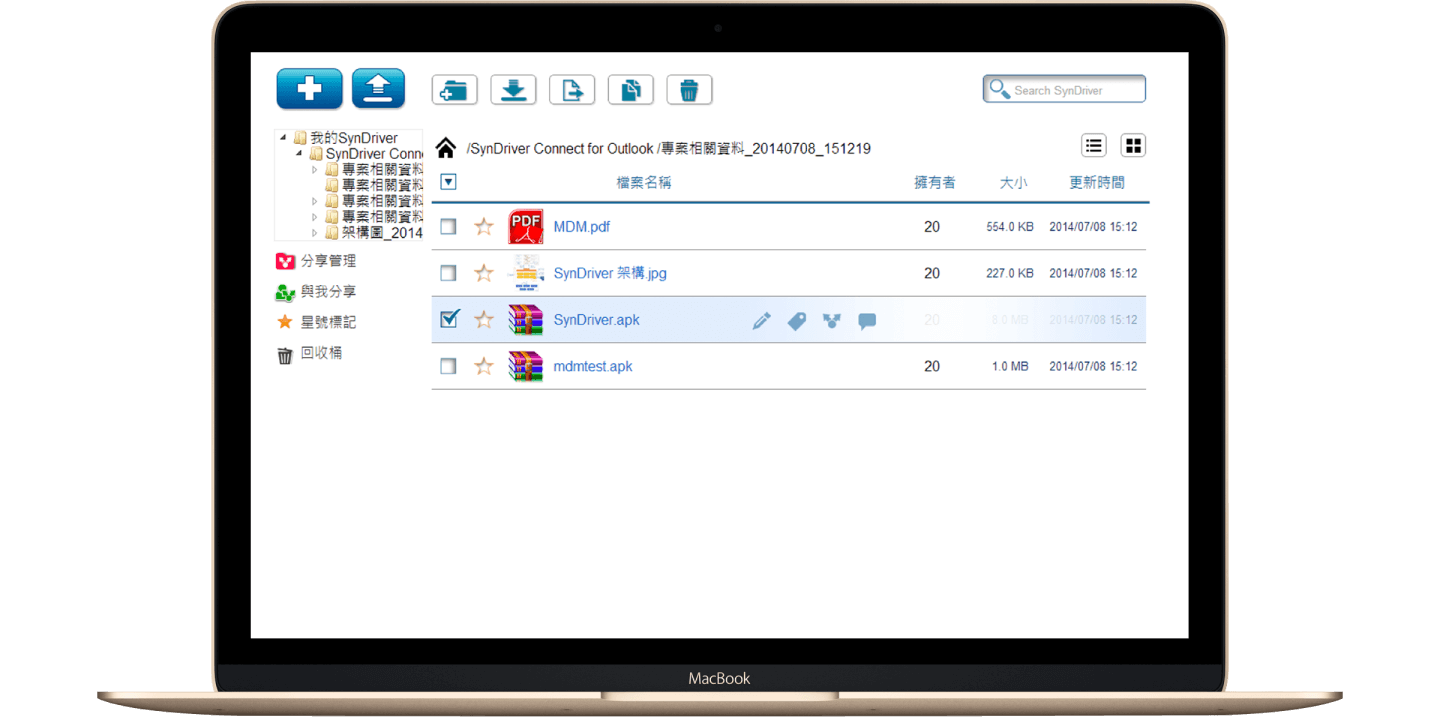 Search SynDriver
我的SynDriver
SynDriver Conn
專案相關資料
專案相關資料
專案相關資料
專案相關資料
架構圖_2014
分享管理
與我分享
星號標記
回收桶
/SynDriver Connect for Outlook /專案相關資料_20140708_151219
檔案名稱 擁有者 大小 更新時間
PDF MDM.pdf 20 554.0 KB 2014/07/08 15:12
SynDriver 架構.jpg 20 227.0 KB 2014/07/08 15:12
SynDriver.apk 20 8.0 MB 2014/07/08 15:12
mdmtest.apk 20 1.0 MB 2014/07/08 15:12
MacBook